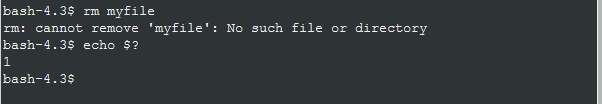 bash-4.3$ rm myfile
rm: cannot remove 'myfile': No such file or directory
bash-4.3$ echo $?
1
bash-4.3$